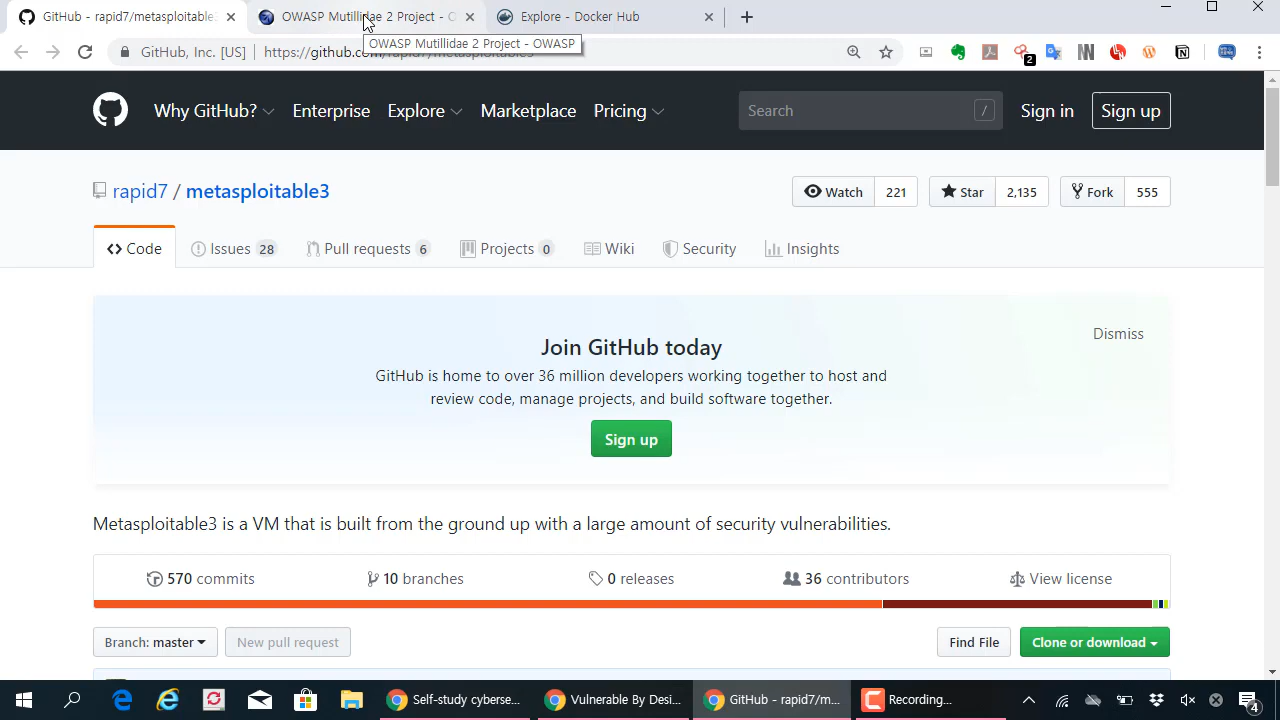 GitHub - rapid7/metasploitable3
OWASP Mutillidae 2 Project - O
Explore - Docker Hub
OWASP Mutillidae 2 Project - OWASP
GitHub, Inc. [US]
https://github.com/rapid7/metasploitable3
2
Why GitHub?
Enterprise
Explore
Marketplace
Pricing
Search
/
Sign in
Sign up
rapid7 / metasploitable3
Watch 221
Star 2,135
Fork 555
Code
Issues 28
Pull requests 6
Projects 0
Wiki
Security
Insights
Join GitHub today
Dismiss
GitHub is home to over 36 million developers working together to host and
review code, manage projects, and build software together.
Sign up
Metasploitable3 is a VM that is built from the ground up with a large amount of security vulnerabilities.
570 commits
10 branches
0 releases
36 contributors
View license
Branch: master
New pull request
Find File
Clone or download
Self-study cyberse...
Vulnerable By Desi...
GitHub - rapid7/m...
Recording...
4